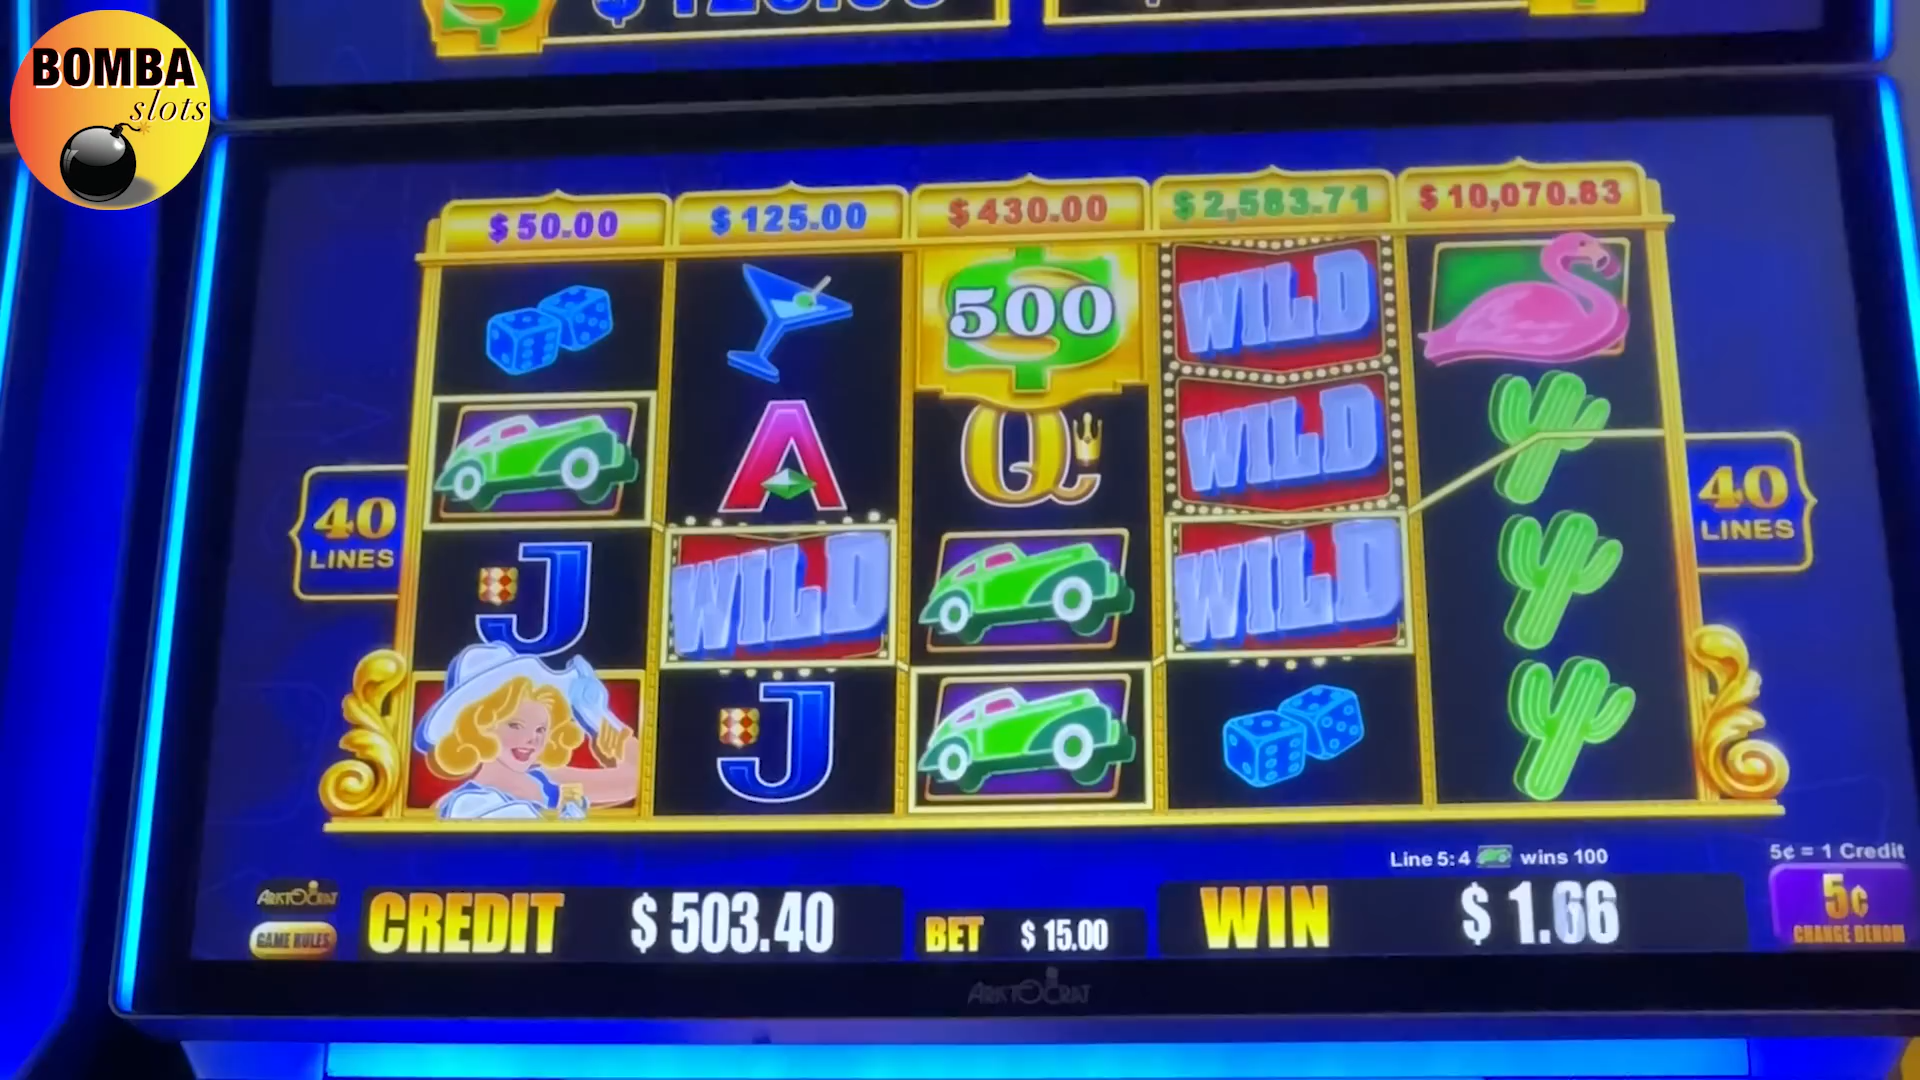 BOMBA
slots
$ 50.00
$ 125.00
$ 430.00
$ 2,583.71
$ 10,070.83
500
WILD
A
Q
WILD
40
LINES
J
WILD
WILD
40
LINES
J
Line 5: 4 wins 100
5¢ = 1 Credit
ARISTOCRAT
GAME RULES
CREDIT $ 503.40
BET $ 15.00
WIN $ 1.66
5¢
CHANGE DENOM
ARISTOCRAT